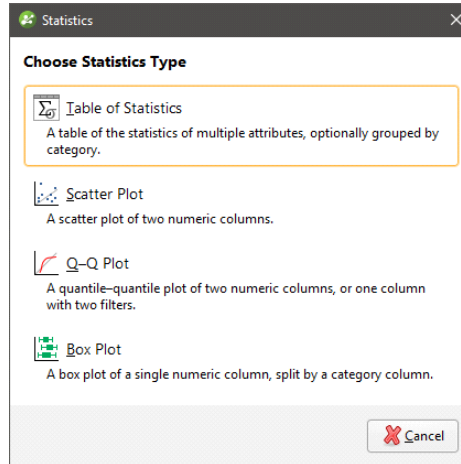 Statistics
Choose Statistics Type
Table of Statistics
A table of the statistics of multiple attributes, optionally grouped by
category.
Scatter Plot
A scatter plot of two numeric columns.
Q–Q Plot
A quantile–quantile plot of two numeric columns, or one column
with two filters.
Box Plot
A box plot of a single numeric column, split by a category column.
Cancel